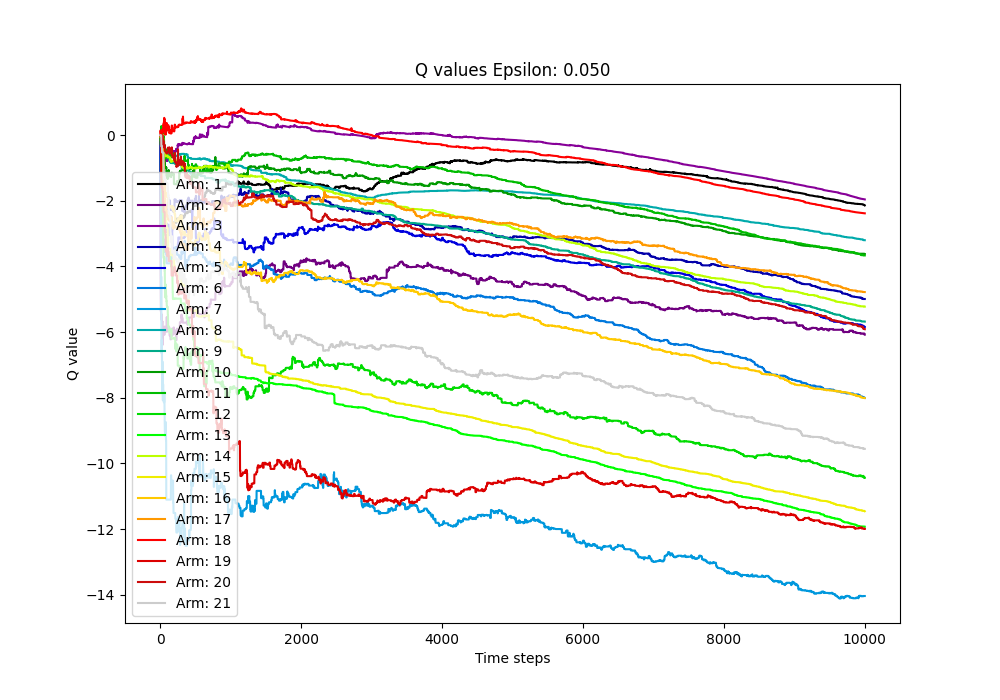 Q values Epsilon: 0.050
Q value
0
−2
−4
−6
−8
−10
−12
−14
Arm: 1
Arm: 2
Arm: 3
Arm: 4
Arm: 5
Arm: 6
Arm: 7
Arm: 8
Arm: 9
Arm: 10
Arm: 11
Arm: 12
Arm: 13
Arm: 14
Arm: 15
Arm: 16
Arm: 17
Arm: 18
Arm: 19
Arm: 20
Arm: 21
0 2000 4000 6000 8000 10000
Time steps